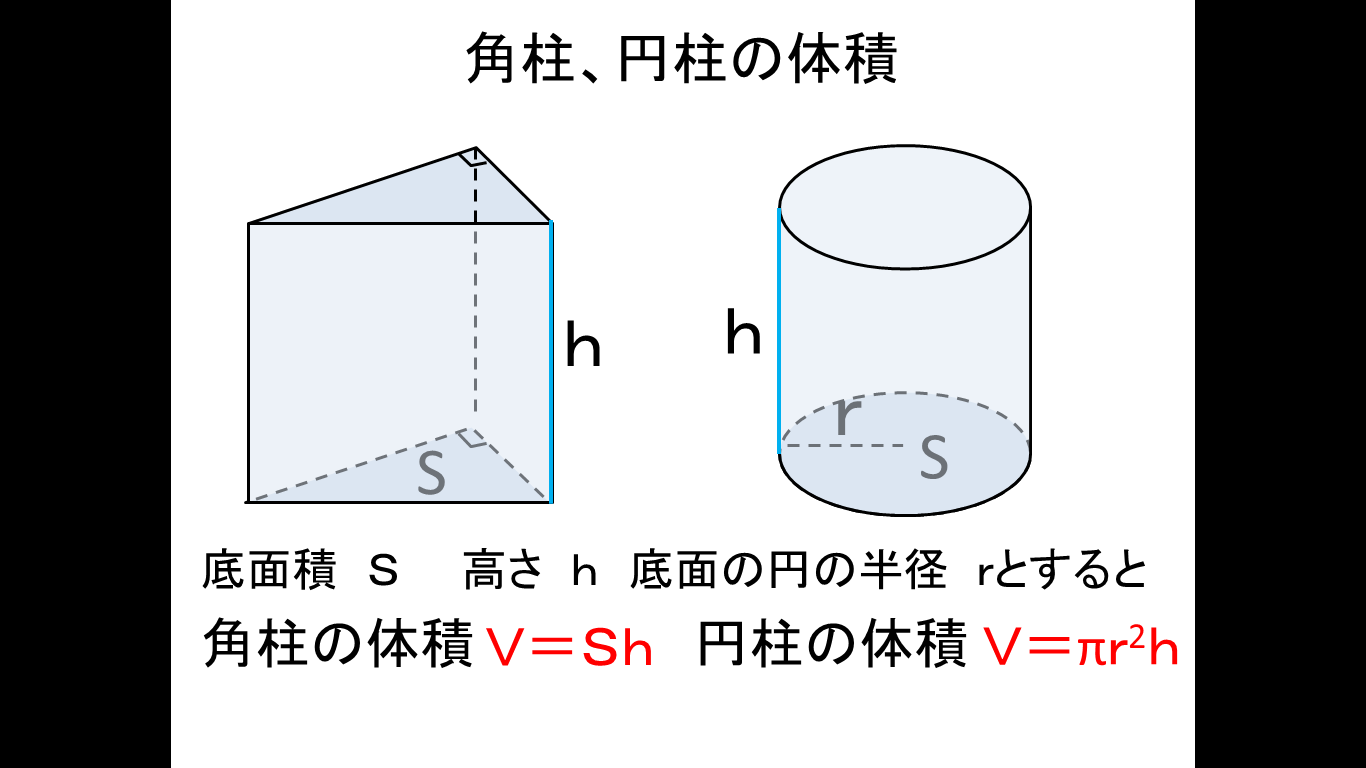 角柱、円柱の体積
h
h
r
S
S
底面積 S 高さ h 底面の円の半径 rとすると
角柱の体積 V=Sh 円柱の体積 V=πr²h